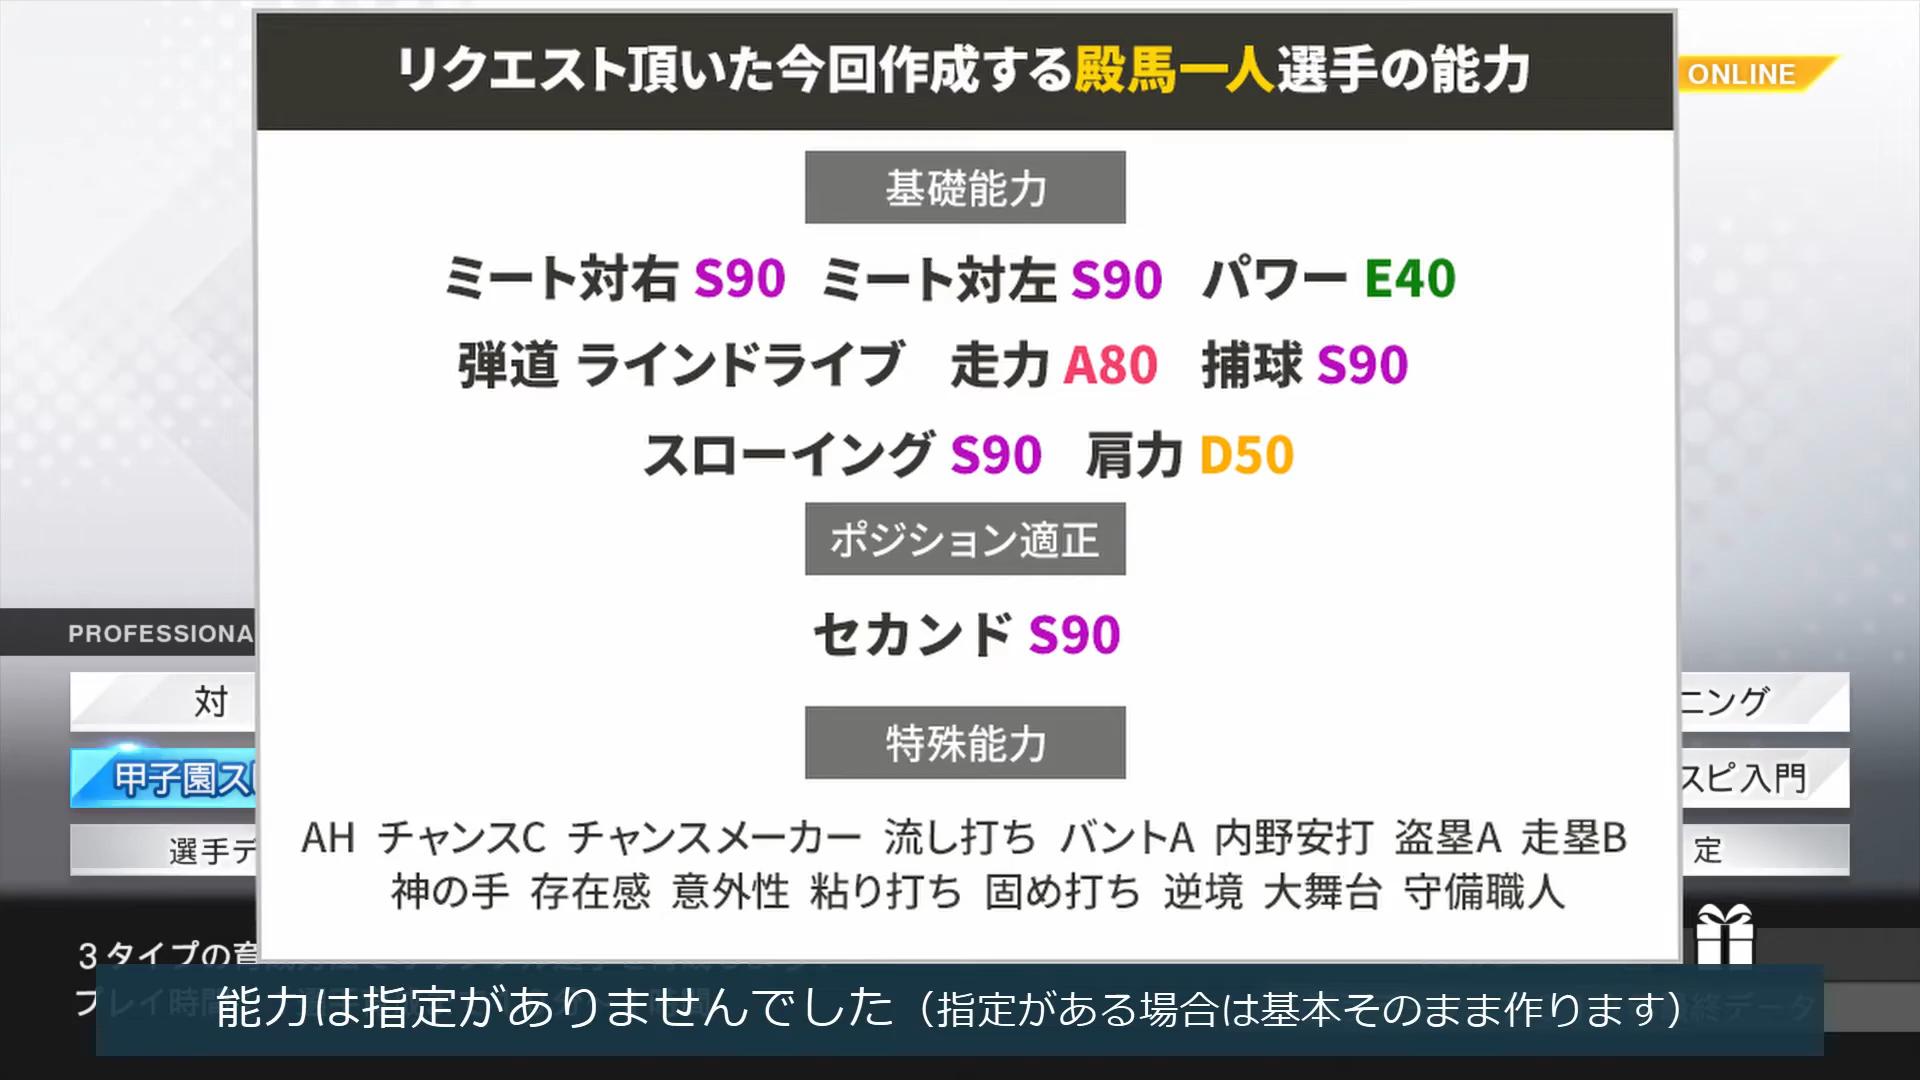 リクエスト頂いた今回作成する殿馬一人選手の能力
ONLINE
基礎能力
ミート対右 S90 ミート対左 S90 パワー E40
弾道 ラインドライブ 走力 A80 捕球 S90
スローイング S90 肩力 D50
ポジション適正
セカンド S90
PROFESSIONA
対
ニング
特殊能力
甲子園ス
スピ入門
AH チャンスC チャンスメーカー 流し打ち バントA 内野安打 盗塁A 走塁B
選手デ
定
神の手 存在感 意外性 粘り打ち 固め打ち 逆境 大舞台 守備職人
3タイプの育
プレイ時間
能力は指定がありませんでした（指定がある場合は基本そのまま作ります）
終データ